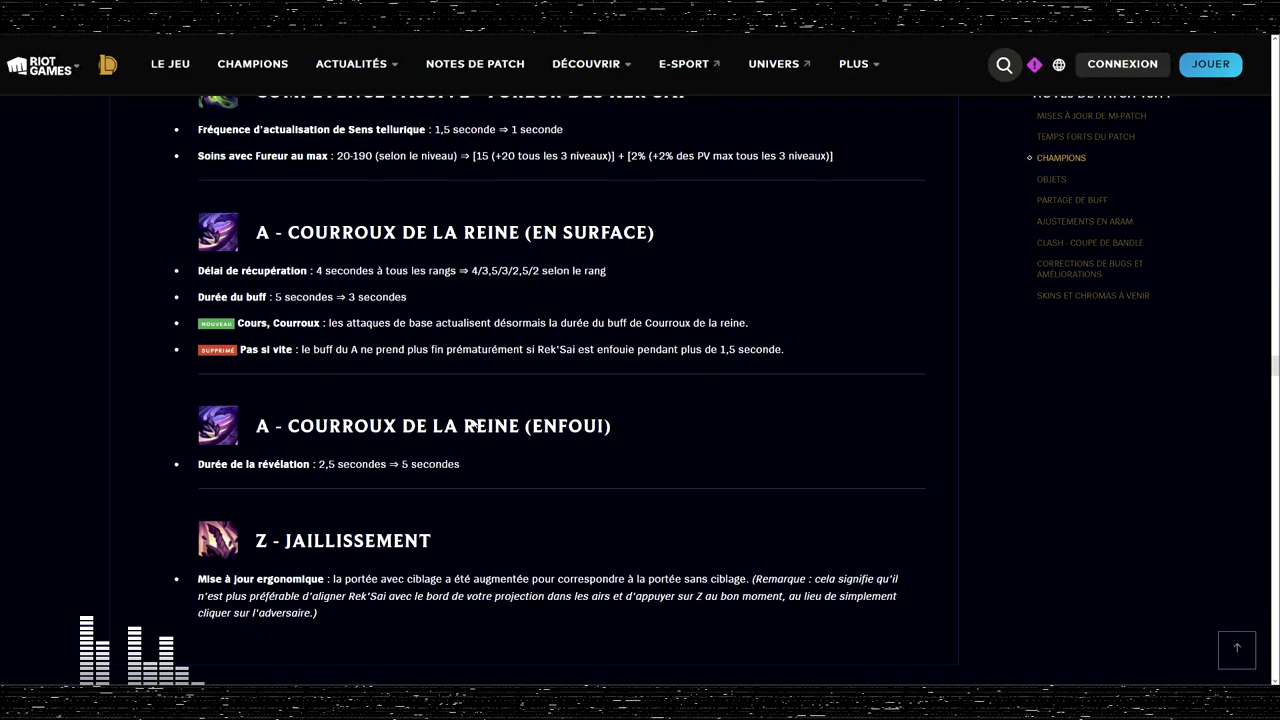 RIOT GAMES
LE JEU
CHAMPIONS
ACTUALITÉS
NOTES DE PATCH
DÉCOUVRIR
E-SPORT
UNIVERS
PLUS
CONNEXION
JOUER
COMPÉTENCE PASSIVE - FUREUR DES XER'SAI
Fréquence d'actualisation de Sens tellurique : 1,5 seconde ⇒ 1 seconde
Soins avec Fureur au max : 20-190 (selon le niveau) ⇒ [15 (+20 tous les 3 niveaux)] + [2% (+2% des PV max tous les 3 niveaux)]
A - COURROUX DE LA REINE (EN SURFACE)
Délai de récupération : 4 secondes à tous les rangs ⇒ 4/3,5/3/2,5/2 selon le rang
Durée du buff : 5 secondes ⇒ 3 secondes
NOUVEAU Cours, Courroux : les attaques de base actualisent désormais la durée du buff de Courroux de la reine.
SUPPRIMÉ Pas si vite : le buff du A ne prend plus fin prématurément si Rek'Sai est enfouie pendant plus de 1,5 seconde.
A - COURROUX DE LA REINE (ENFOUI)
Durée de la révélation : 2,5 secondes ⇒ 5 secondes
Z - JAILLISSEMENT
Mise à jour ergonomique : la portée avec ciblage a été augmentée pour correspondre à la portée sans ciblage. (Remarque : cela signifie qu'il
n'est plus préférable d'aligner Rek'Sai avec le bord de votre projection dans les airs et d'appuyer sur Z au bon moment, au lieu de simplement
cliquer sur l'adversaire.)
NOTES DE PATCH
MISES À JOUR DE MI-PATCH
TEMPS FORTS DU PATCH
CHAMPIONS
OBJETS
PARTAGE DE BUFF
AJUSTEMENTS EN ARAM
CLASH - COUPE DE BANDLE
CORRECTIONS DE BUGS ET
AMÉLIORATIONS
SKINS ET CHROMAS À VENIR